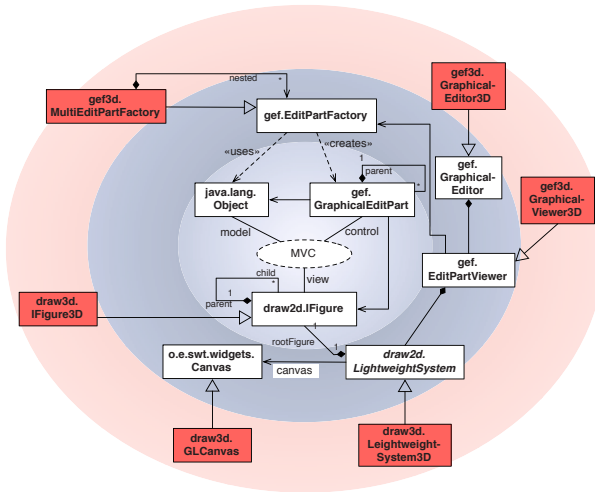 gef3d.
MultiEditPartFactory
nested
*
gef3d.
Graphical-
Editor3D
gef.EditPartFactory
«uses»
«creates»
1
parent
*
gef.
Graphical-
Editor
gef3d.
Graphical-
Viewer3D
java.lang.
Object
gef.
GraphicalEditPart
model
control
MVC
gef.
EditPartViewer
child
*
view
1
parent
draw3d.
IFigure3D
draw2d.IFigure
1
rootFigure
1
o.e.swt.widgets.
Canvas
canvas
draw2d.
LightweightSystem
draw3d.
GLCanvas
draw3d.
Leightweight-
System3D